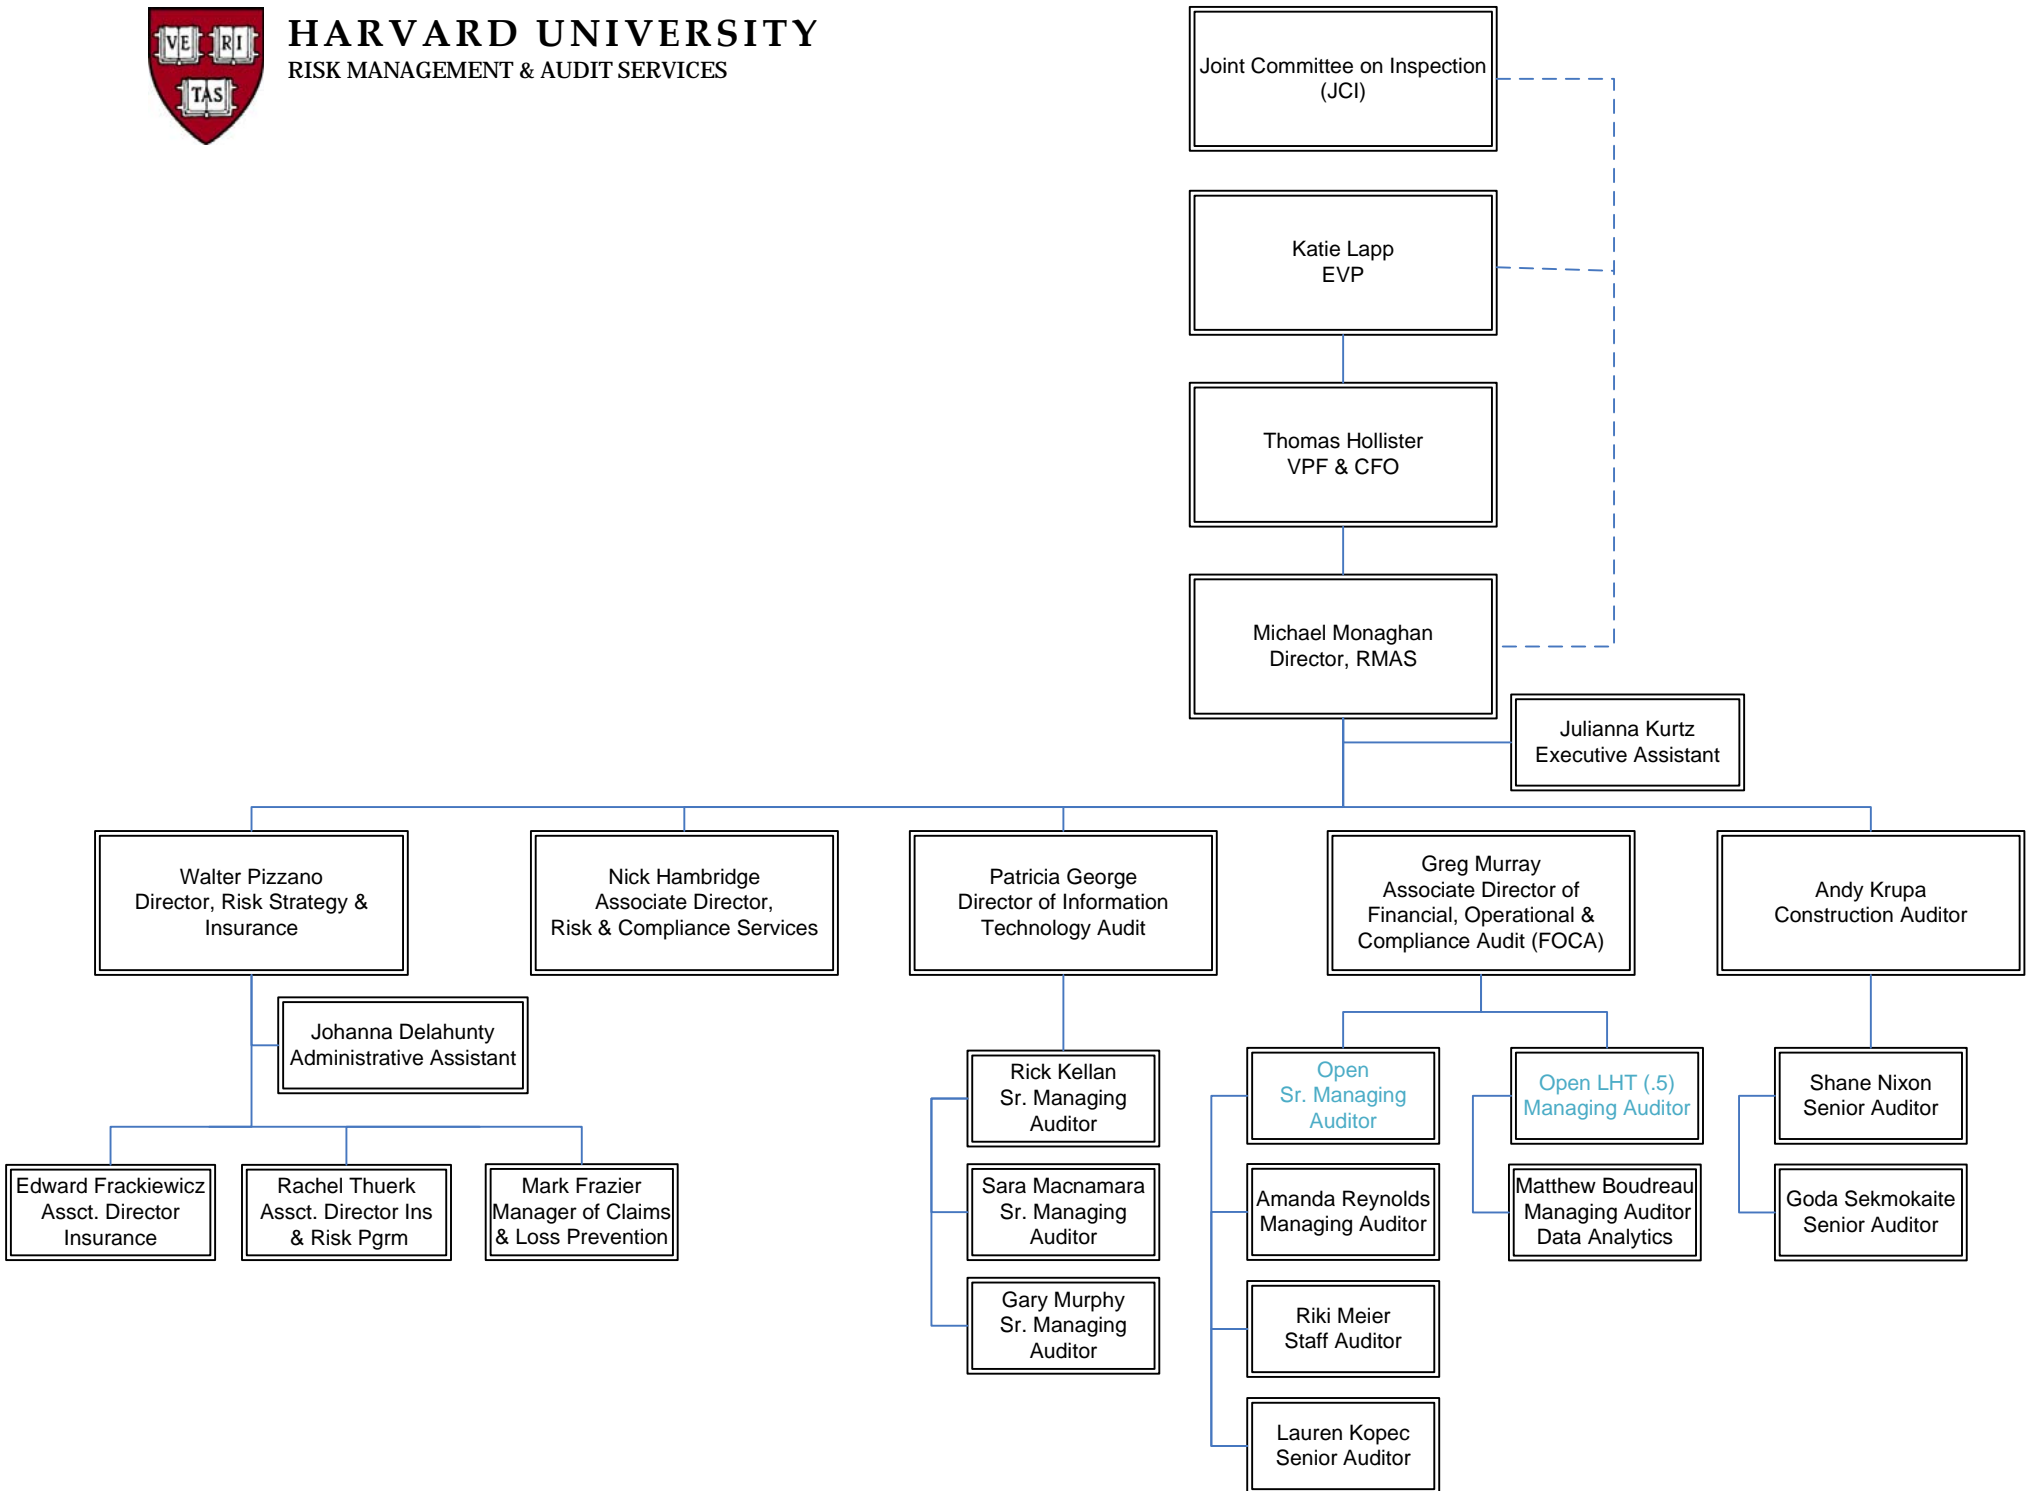 VE RI
TAS
HARVARD UNIVERSITY
RISK MANAGEMENT & AUDIT SERVICES
Joint Committee on Inspection
(JCI)
Katie Lapp
EVP
Thomas Hollister
VPF & CFO
Michael Monaghan
Director, RMAS
Julianna Kurtz
Executive Assistant
Walter Pizzano
Director, Risk Strategy &
Insurance
Nick Hambridge
Associate Director,
Risk & Compliance Services
Patricia George
Director of Information
Technology Audit
Greg Murray
Associate Director of
Financial, Operational &
Compliance Audit (FOCA)
Andy Krupa
Construction Auditor
Johanna Delahunty
Administrative Assistant
Edward Frackiewicz
Assct. Director
Insurance
Rachel Thuerk
Assct. Director Ins
& Risk Pgrm
Mark Frazier
Manager of Claims
& Loss Prevention
Rick Kellan
Sr. Managing
Auditor
Sara Macnamara
Sr. Managing
Auditor
Gary Murphy
Sr. Managing
Auditor
Open
Sr. Managing
Auditor
Amanda Reynolds
Managing Auditor
Riki Meier
Staff Auditor
Lauren Kopec
Senior Auditor
Open LHT (.5)
Managing Auditor
Matthew Boudreau
Managing Auditor
Data Analytics
Shane Nixon
Senior Auditor
Goda Sekmokaite
Senior Auditor